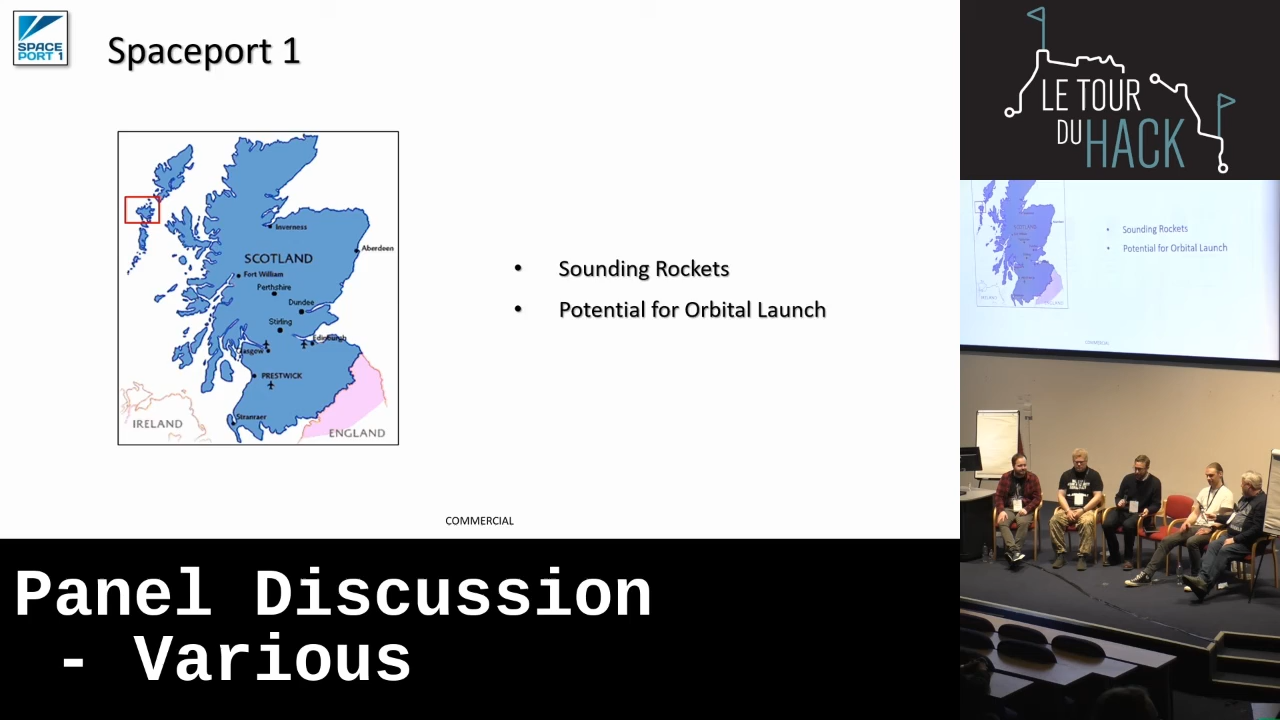 SPACE
PORT 1
Spaceport 1
Inverness
Aberdeen
SCOTLAND
Fort William
Perthshire
Dundee
Stirling
Edinburgh
PRESTWICK
Stranraer
IRELAND
ENGLAND
• Sounding Rockets
• Potential for Orbital Launch
COMMERCIAL
Panel Discussion
- Various
LE TOUR
DU HACK
• Sounding Rockets
• Potential for Orbital Launch
COMMERCIAL